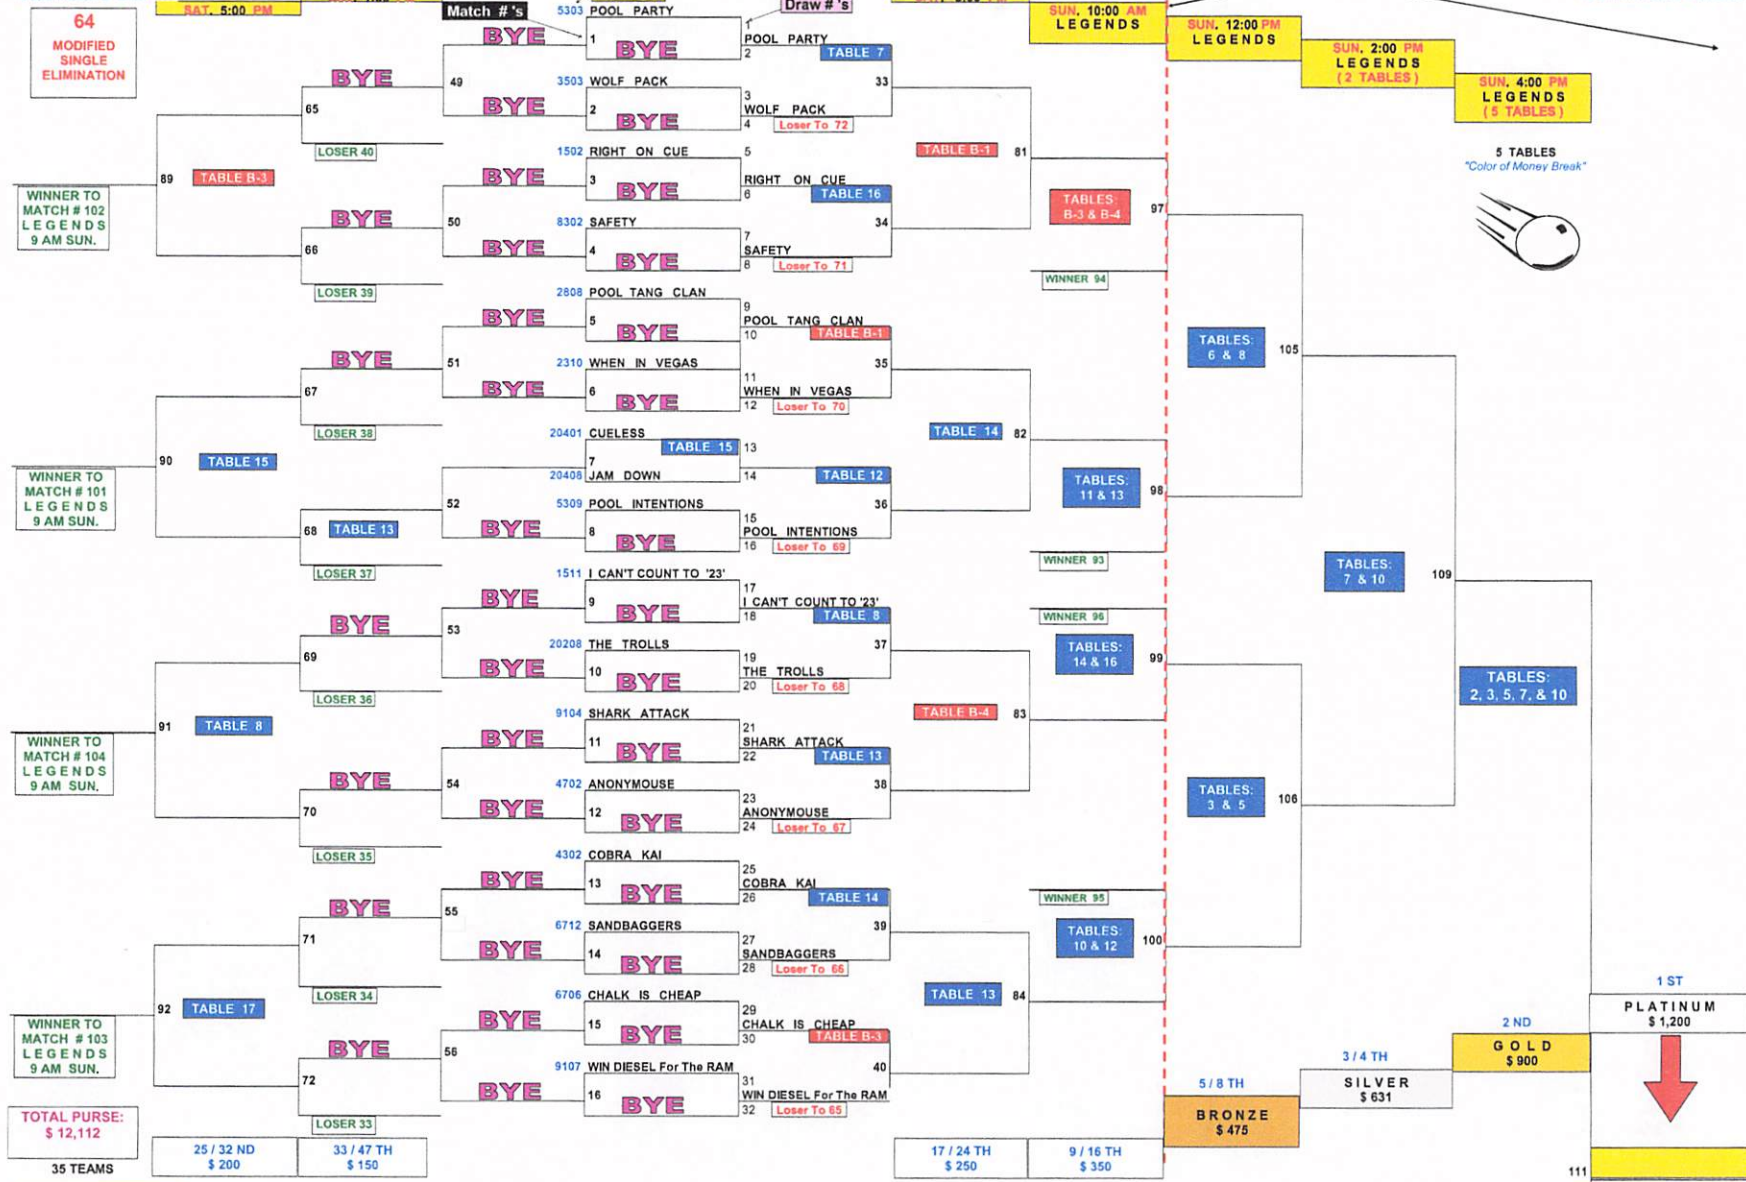 SAT. 5:00 PM
Match # 's
Draw # 's
64
MODIFIED
SINGLE
ELIMINATION
SUN. 10:00 AM
LEGENDS
SUN. 12:00 PM
LEGENDS
SUN. 2:00 PM
LEGENDS
( 2 TABLES )
SUN. 4:00 PM
LEGENDS
( 5 TABLES )
5 TABLES
"Color of Money Break"
WINNER TO
MATCH # 102
LEGENDS
9 AM SUN.
89
TABLE B-3
WINNER TO
MATCH # 101
LEGENDS
9 AM SUN.
90
TABLE 15
WINNER TO
MATCH # 104
LEGENDS
9 AM SUN.
91
TABLE 8
WINNER TO
MATCH # 103
LEGENDS
9 AM SUN.
92
TABLE 17
BYE
65
LOSER 40
BYE
66
LOSER 39
BYE
67
LOSER 38
68
TABLE 13
LOSER 37
BYE
69
LOSER 36
BYE
70
LOSER 35
BYE
71
LOSER 34
BYE
72
LOSER 33
BYE
49
BYE
BYE
50
BYE
BYE
51
BYE
52
BYE
BYE
53
BYE
BYE
54
BYE
BYE
55
BYE
BYE
56
BYE
5303 POOL PARTY
1
BYE
1
POOL PARTY
2
TABLE 7
33
3503 WOLF PACK
2
BYE
3
WOLF PACK
4
Loser To 72
1502 RIGHT ON CUE
3
BYE
5
RIGHT ON CUE
6
TABLE 16
34
8302 SAFETY
4
BYE
7
SAFETY
8
Loser To 71
2808 POOL TANG CLAN
5
BYE
9
POOL TANG CLAN
10
TABLE B-1
35
2310 WHEN IN VEGAS
6
BYE
11
WHEN IN VEGAS
12
Loser To 70
20401 CUELESS
TABLE 15
13
7
20408 JAM DOWN
14
TABLE 12
36
5309 POOL INTENTIONS
8
BYE
15
POOL INTENTIONS
16
Loser To 69
1511 I CAN'T COUNT TO '23'
9
BYE
17
I CAN'T COUNT TO '23'
18
TABLE 8
37
20208 THE TROLLS
10
BYE
19
THE TROLLS
20
Loser To 68
9104 SHARK ATTACK
11
BYE
21
SHARK ATTACK
22
TABLE 13
38
4702 ANONYMOUSE
12
BYE
23
ANONYMOUSE
24
Loser To 67
4302 COBRA KAI
13
BYE
25
COBRA KAI
26
TABLE 14
39
6712 SANDBAGGERS
14
BYE
27
SANDBAGGERS
28
Loser To 66
6706 CHALK IS CHEAP
15
BYE
29
CHALK IS CHEAP
30
TABLE B-3
40
9107 WIN DIESEL For The RAM
16
BYE
31
WIN DIESEL For The RAM
32
Loser To 65
TABLE B-1
81
TABLE 14
82
TABLE B-4
83
TABLE 13
84
TABLES:
B-3 & B-4
97
WINNER 94
TABLES:
11 & 13
98
WINNER 93
WINNER 96
TABLES:
14 & 16
99
WINNER 95
TABLES:
10 & 12
100
TABLES:
6 & 8
105
TABLES:
3 & 5
106
TABLES:
7 & 10
109
TABLES:
2, 3, 5, 7, & 10
1 ST
PLATINUM
$ 1,200
2 ND
GOLD
$ 900
3 / 4 TH
SILVER
$ 631
5 / 8 TH
BRONZE
$ 475
111
TOTAL PURSE:
$ 12,112
35 TEAMS
25 / 32 ND
$ 200
33 / 47 TH
$ 150
17 / 24 TH
$ 250
9 / 16 TH
$ 350